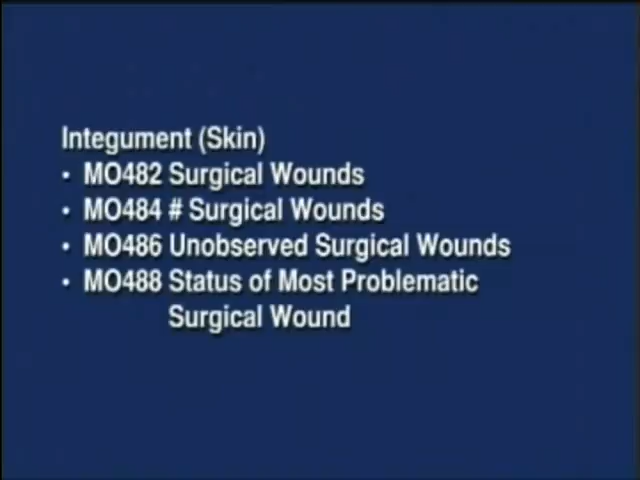 Integument (Skin)
• MO482 Surgical Wounds
• MO484 # Surgical Wounds
• MO486 Unobserved Surgical Wounds
• MO488 Status of Most Problematic
Surgical Wound